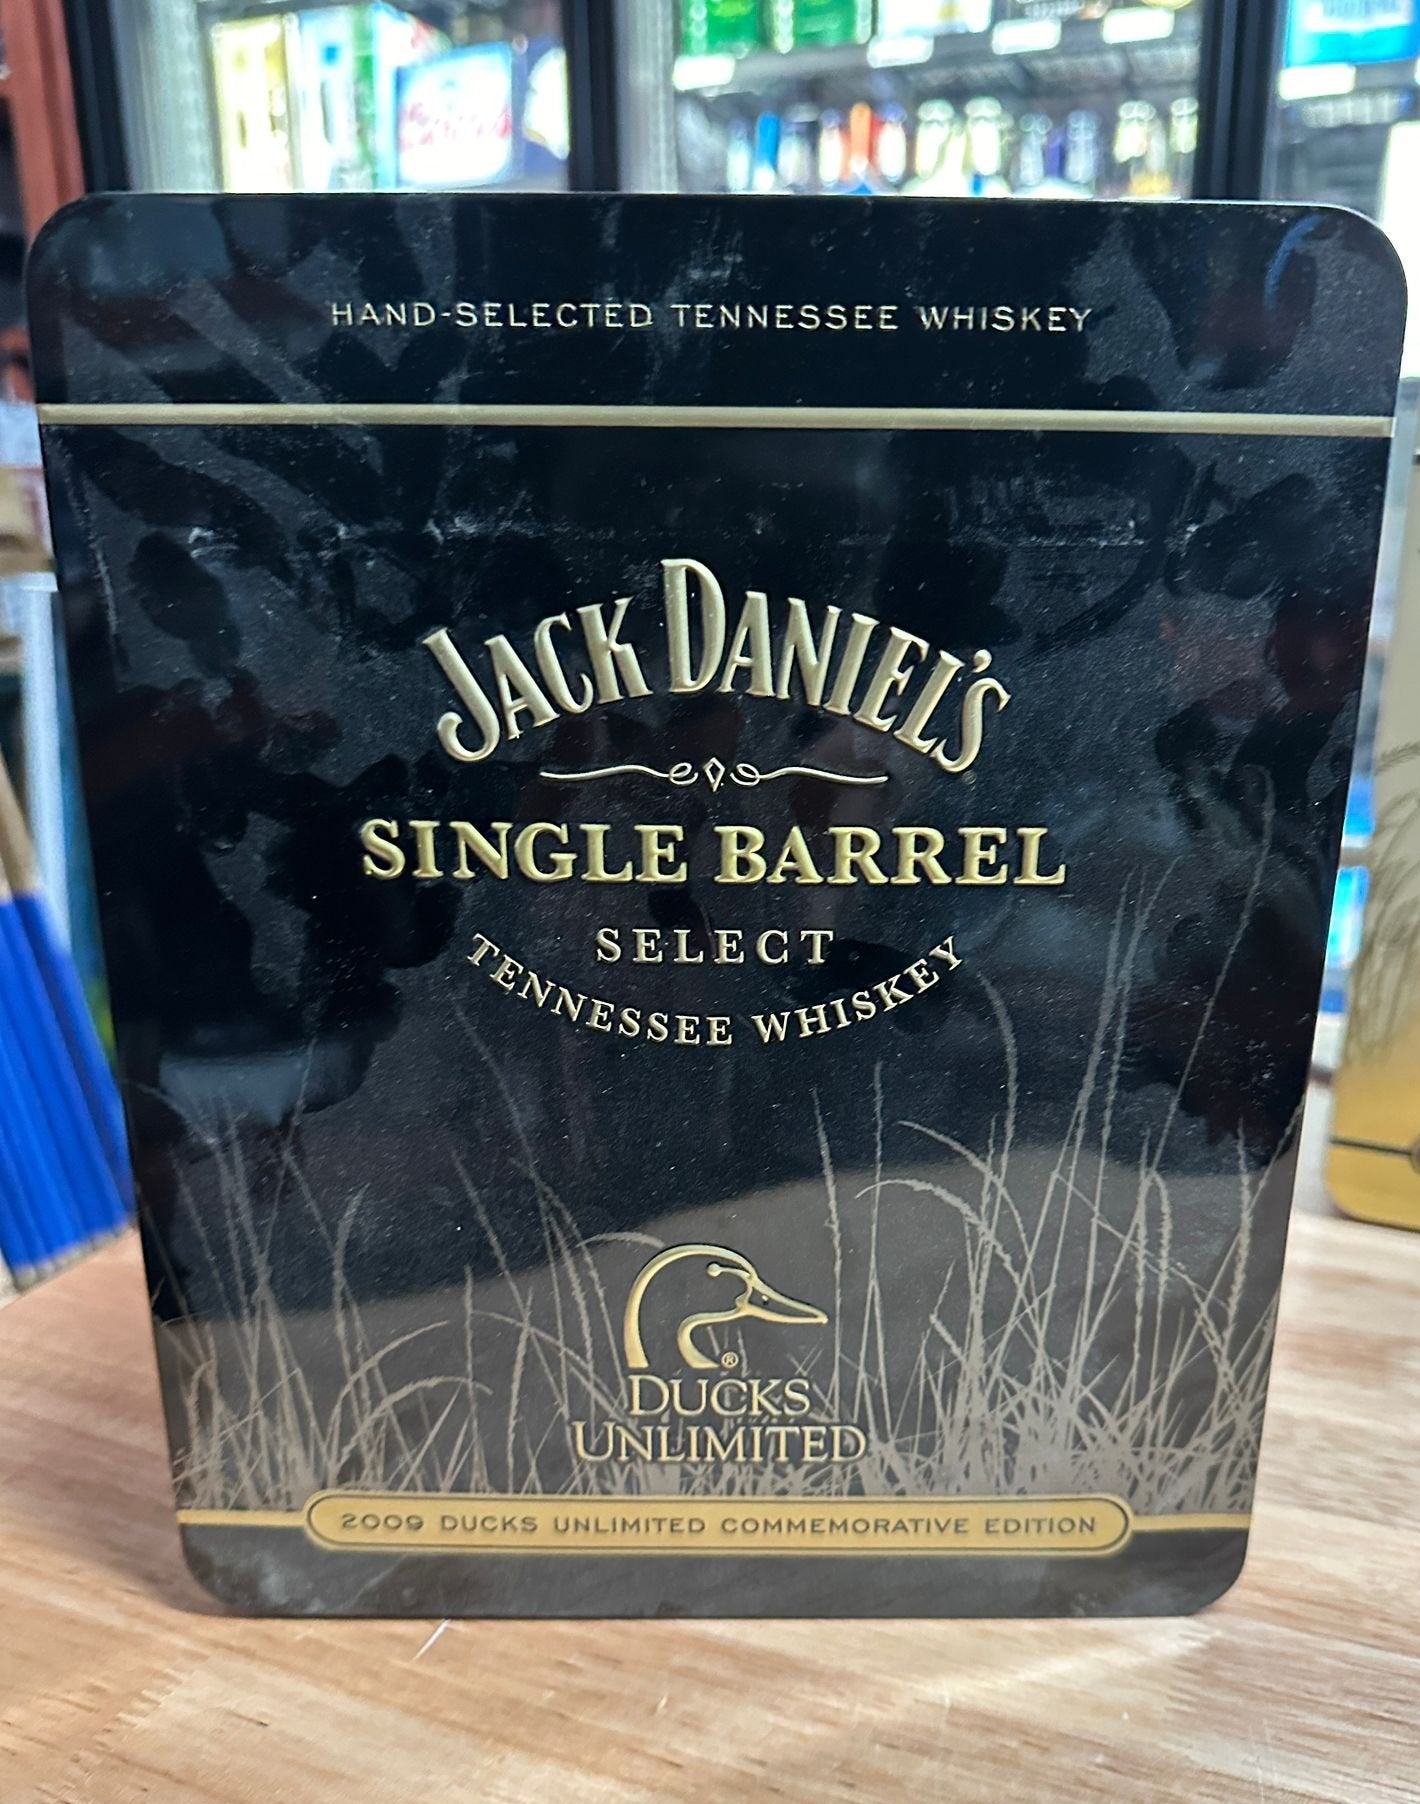 HAND-SELECTED TENNESSEE WHISKEY
JACK DANIEL'S
SINGLE BARREL
SELECT
TENNESSEE WHISKEY
®
DUCKS
UNLIMITED
2009 DUCKS UNLIMITED COMMEMORATIVE EDITION